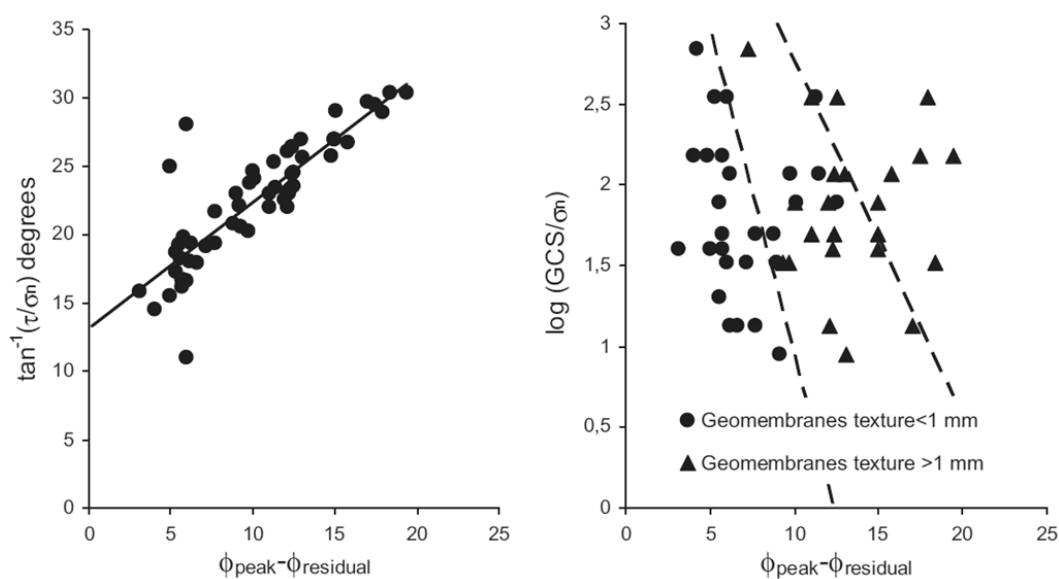 35
30
25
20
15
10
5
0
tan⁻¹(τ/σn) degrees
0 5 10 15 20 25
ϕpeak-ϕresidual
3
2,5
2
1,5
1
0,5
0
log (GCS/σn)
Geomembranes texture<1 mm
Geomembranes texture >1 mm
0 5 10 15 20 25
ϕpeak-ϕresidual